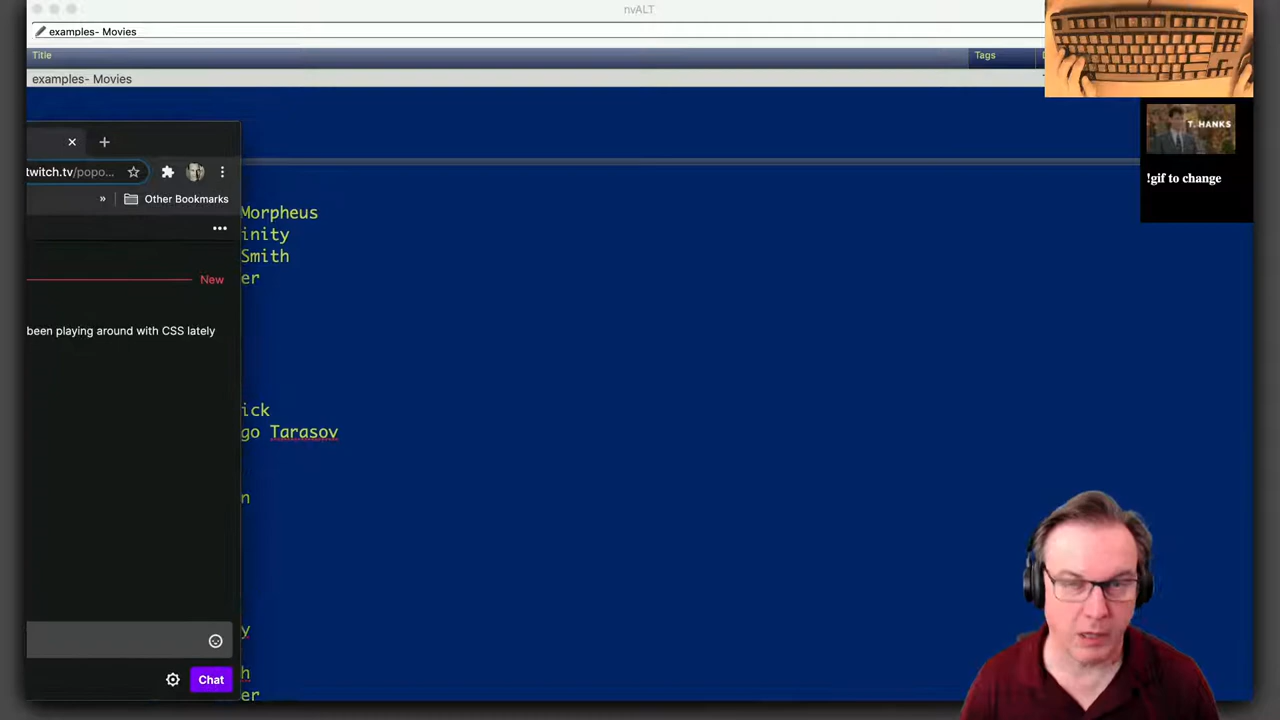 nvALT
examples- Movies
Title
Tags
examples- Movies
T. HANKS
!gif to change
twitch.tv/popo...
»
Other Bookmarks
Morpheus
inity
New
Smith
er
been playing around with CSS lately
ick
go Tarasov
n
y
h
Chat
er